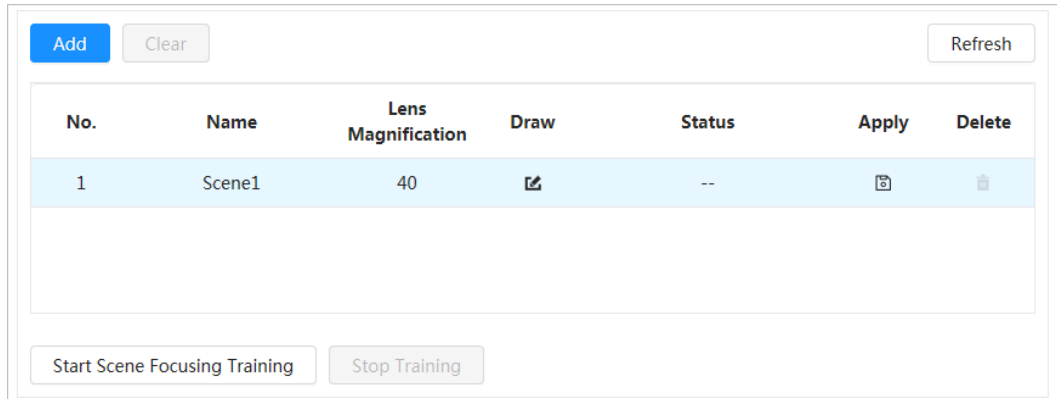 Add Clear Refresh
No. Name Lens Magnification Draw Status Apply Delete
1 Scene1 40 --
Start Scene Focusing Training Stop Training